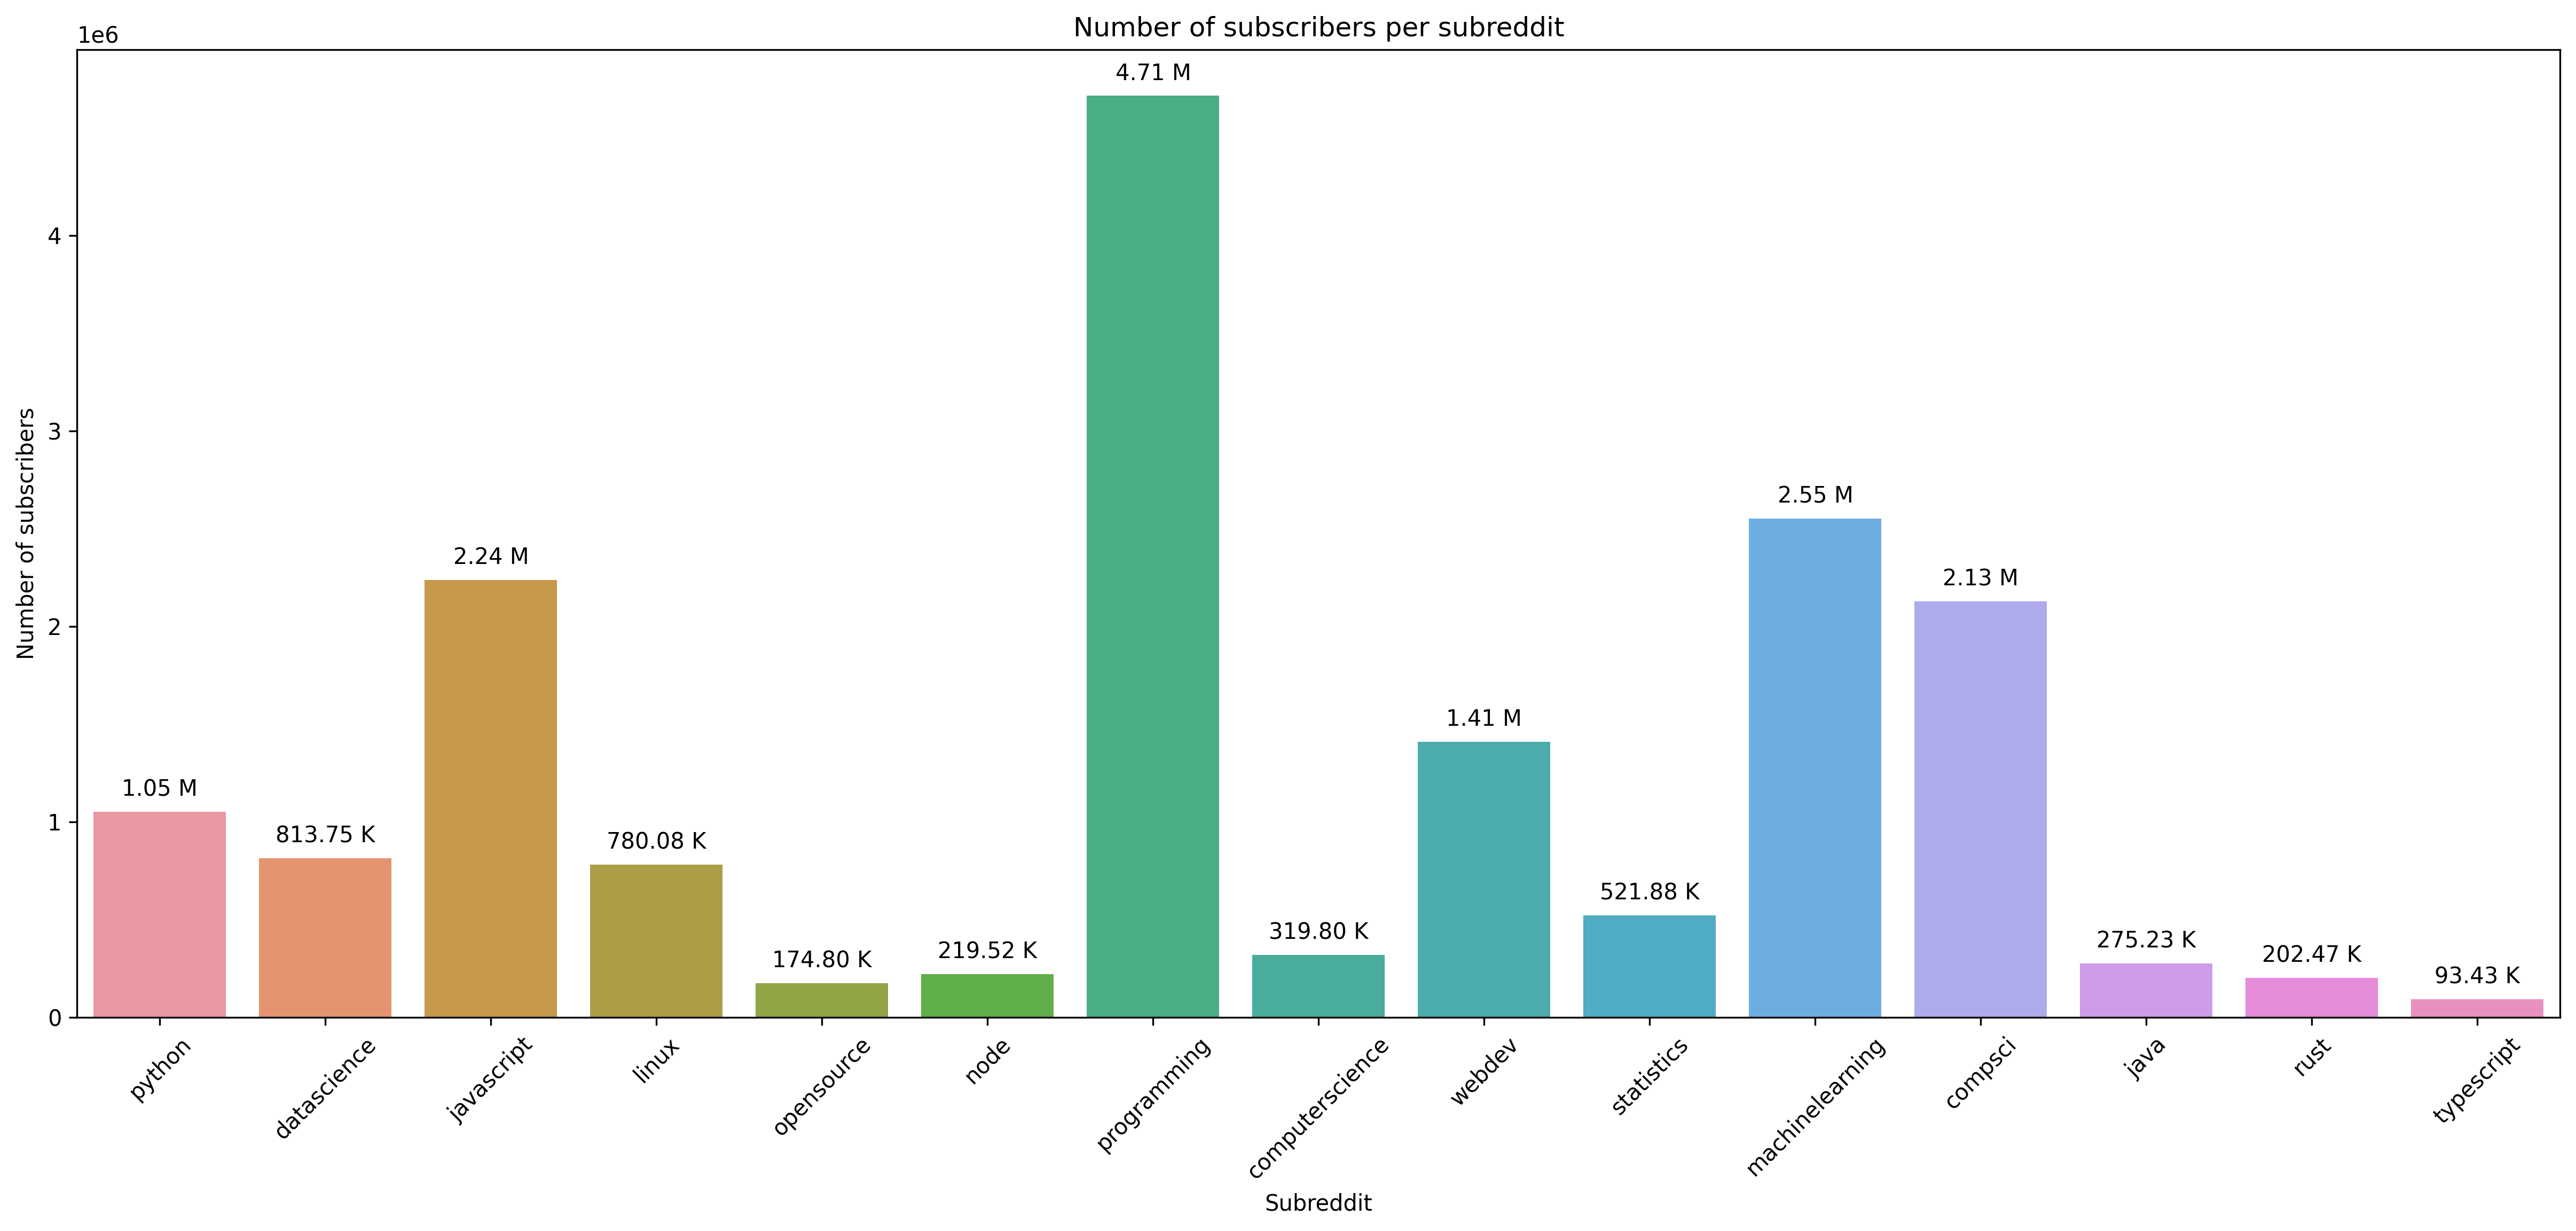 Number of subscribers per subreddit
1e6
4
3
2
1
0
Number of subscribers
1.05 M
813.75 K
2.24 M
780.08 K
174.80 K
219.52 K
4.71 M
319.80 K
1.41 M
521.88 K
2.55 M
2.13 M
275.23 K
202.47 K
93.43 K
python
datascience
javascript
linux
opensource
node
programming
computerscience
webdev
statistics
machinelearning
compsci
java
rust
typescript
Subreddit